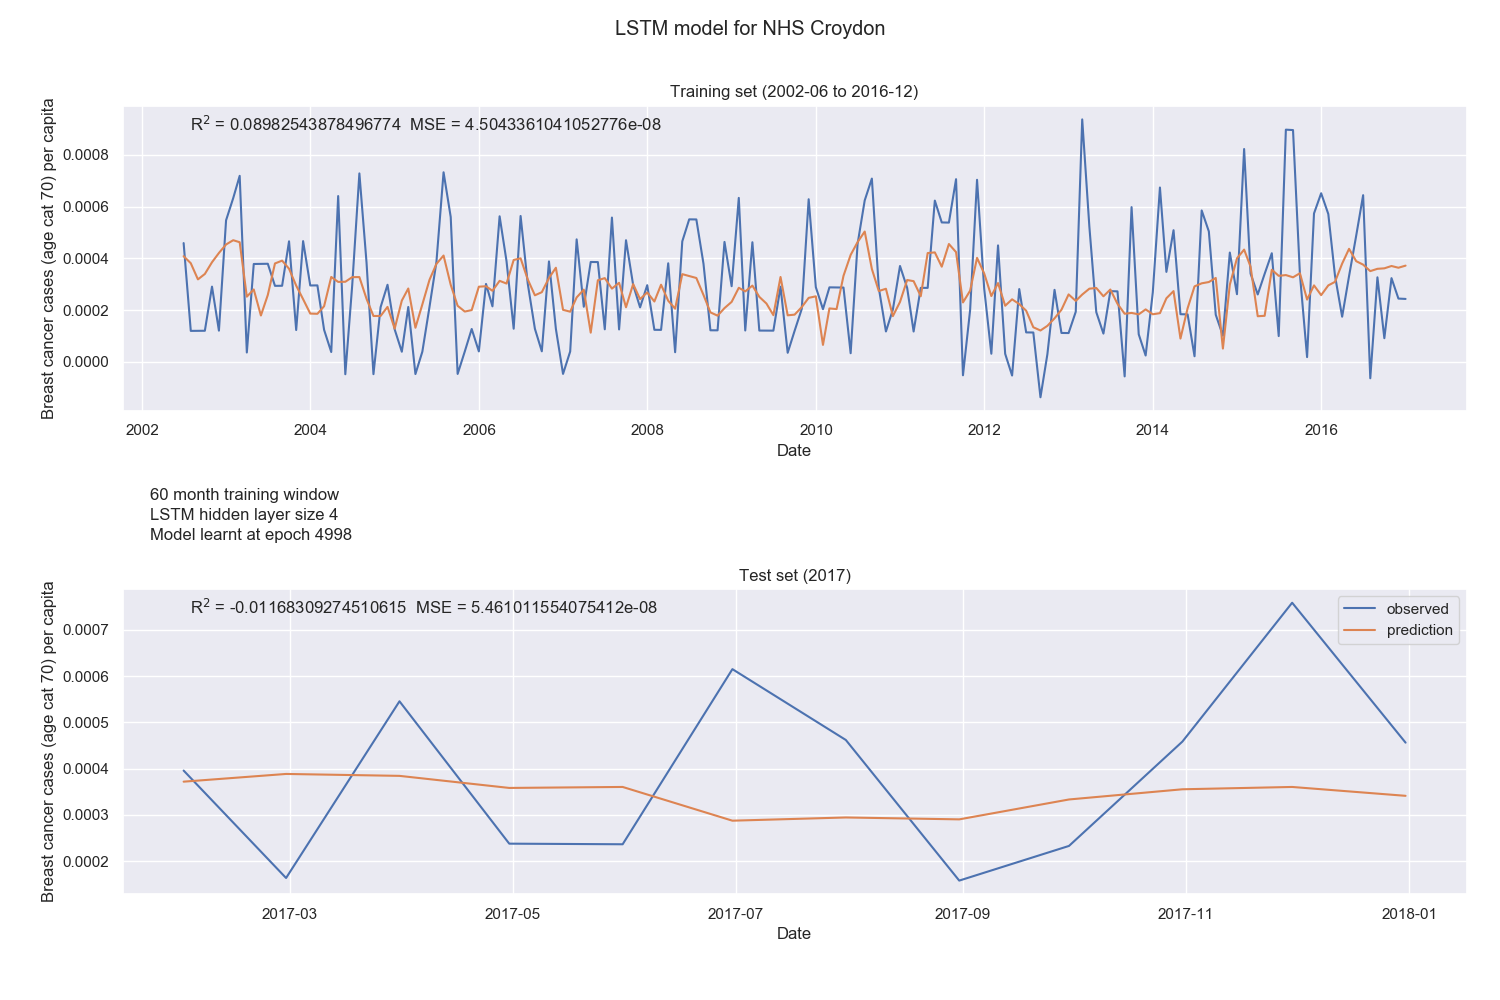 LSTM model for NHS Croydon
Training set (2002-06 to 2016-12)
R² = 0.08982543878496774 MSE = 4.5043361041052776e-08
Breast cancer cases (age cat 70) per capita
0.0008
0.0006
0.0004
0.0002
0.0000
2002 2004 2006 2008 2010 2012 2014 2016
Date
60 month training window
LSTM hidden layer size 4
Model learnt at epoch 4998
Test set (2017)
R² = -0.01168309274510615 MSE = 5.461011554075412e-08
observed
prediction
Breast cancer cases (age cat 70) per capita
0.0007
0.0006
0.0005
0.0004
0.0003
0.0002
2017-03 2017-05 2017-07 2017-09 2017-11 2018-01
Date